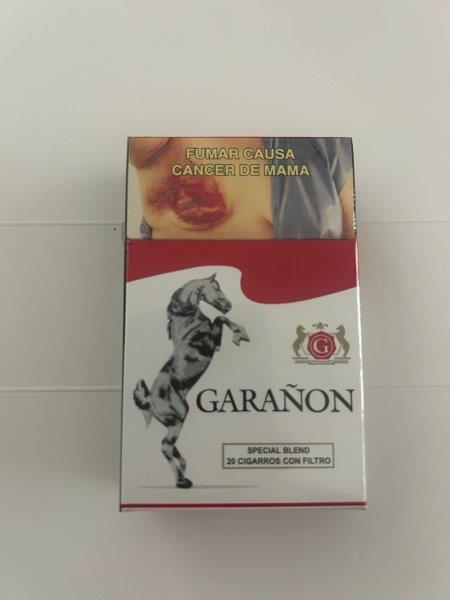 FUMAR CAUSA
CÁNCER DE MAMA
G
GARAÑON
SPECIAL BLEND
20 CIGARROS CON FILTRO